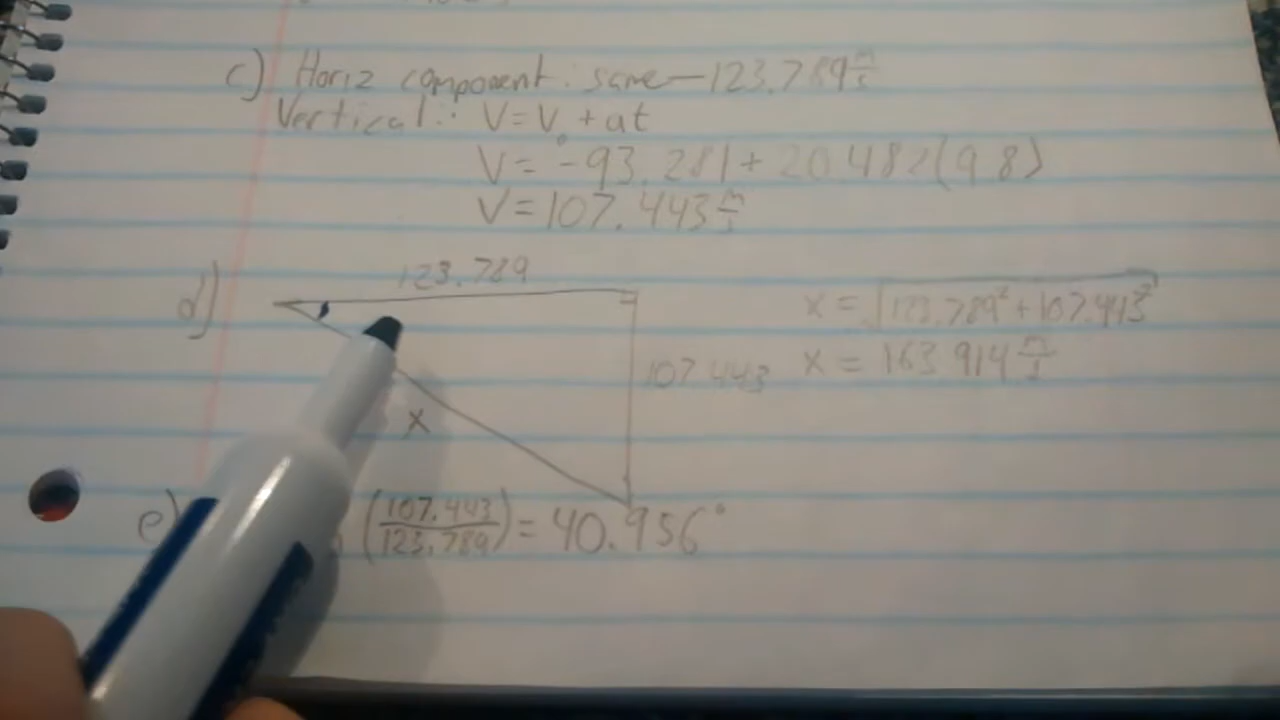 c) Horiz component: same - 123.789 m/s
Vertical: V = V₀ + at
V = -93.281 + 20.482(9.8)
V = 107.443 m/s
d) 123.789
107.443
x
x = √(123.789² + 107.443²)
x = 163.914 m/s
e) (107.443/123.789) = 40.956°